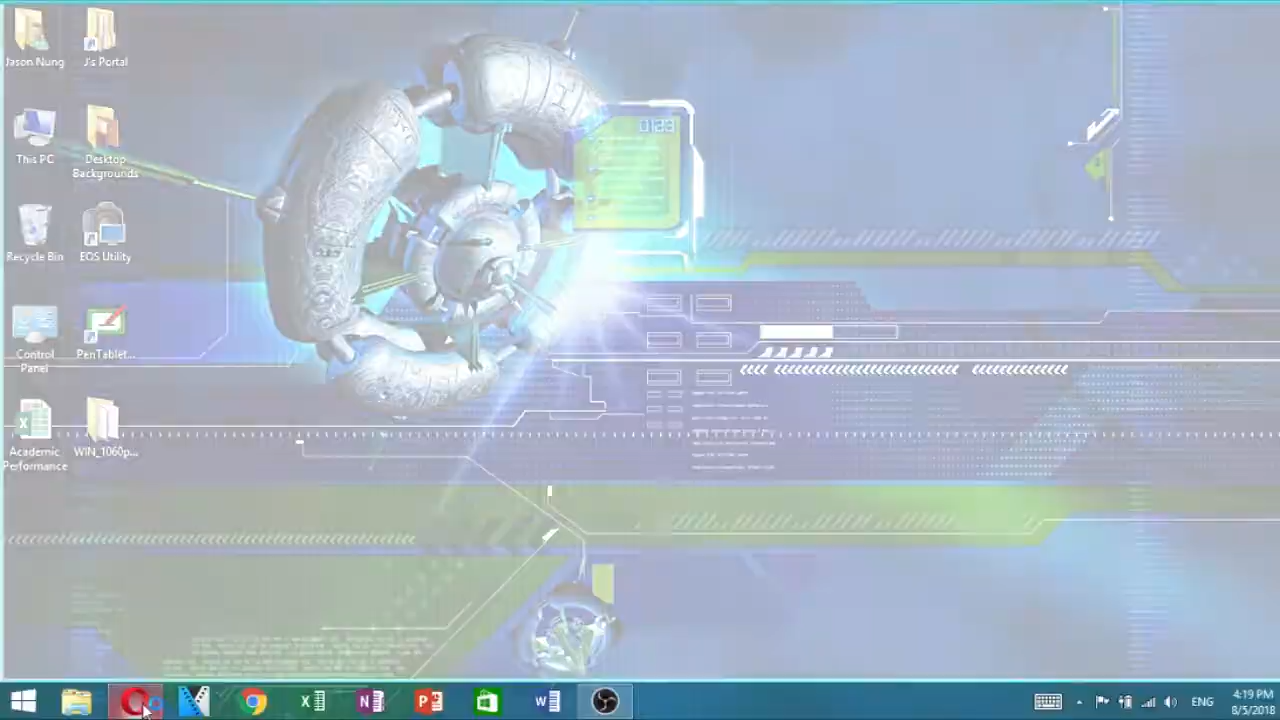 Jason Nung
J's Portal
This PC
Desktop
Backgrounds
Recycle Bin
EOS Utility
Control
Panel
PenTablet...
Academic
Performance
WIN_1060p...
0123
ENG
4:19 PM
8/5/2018